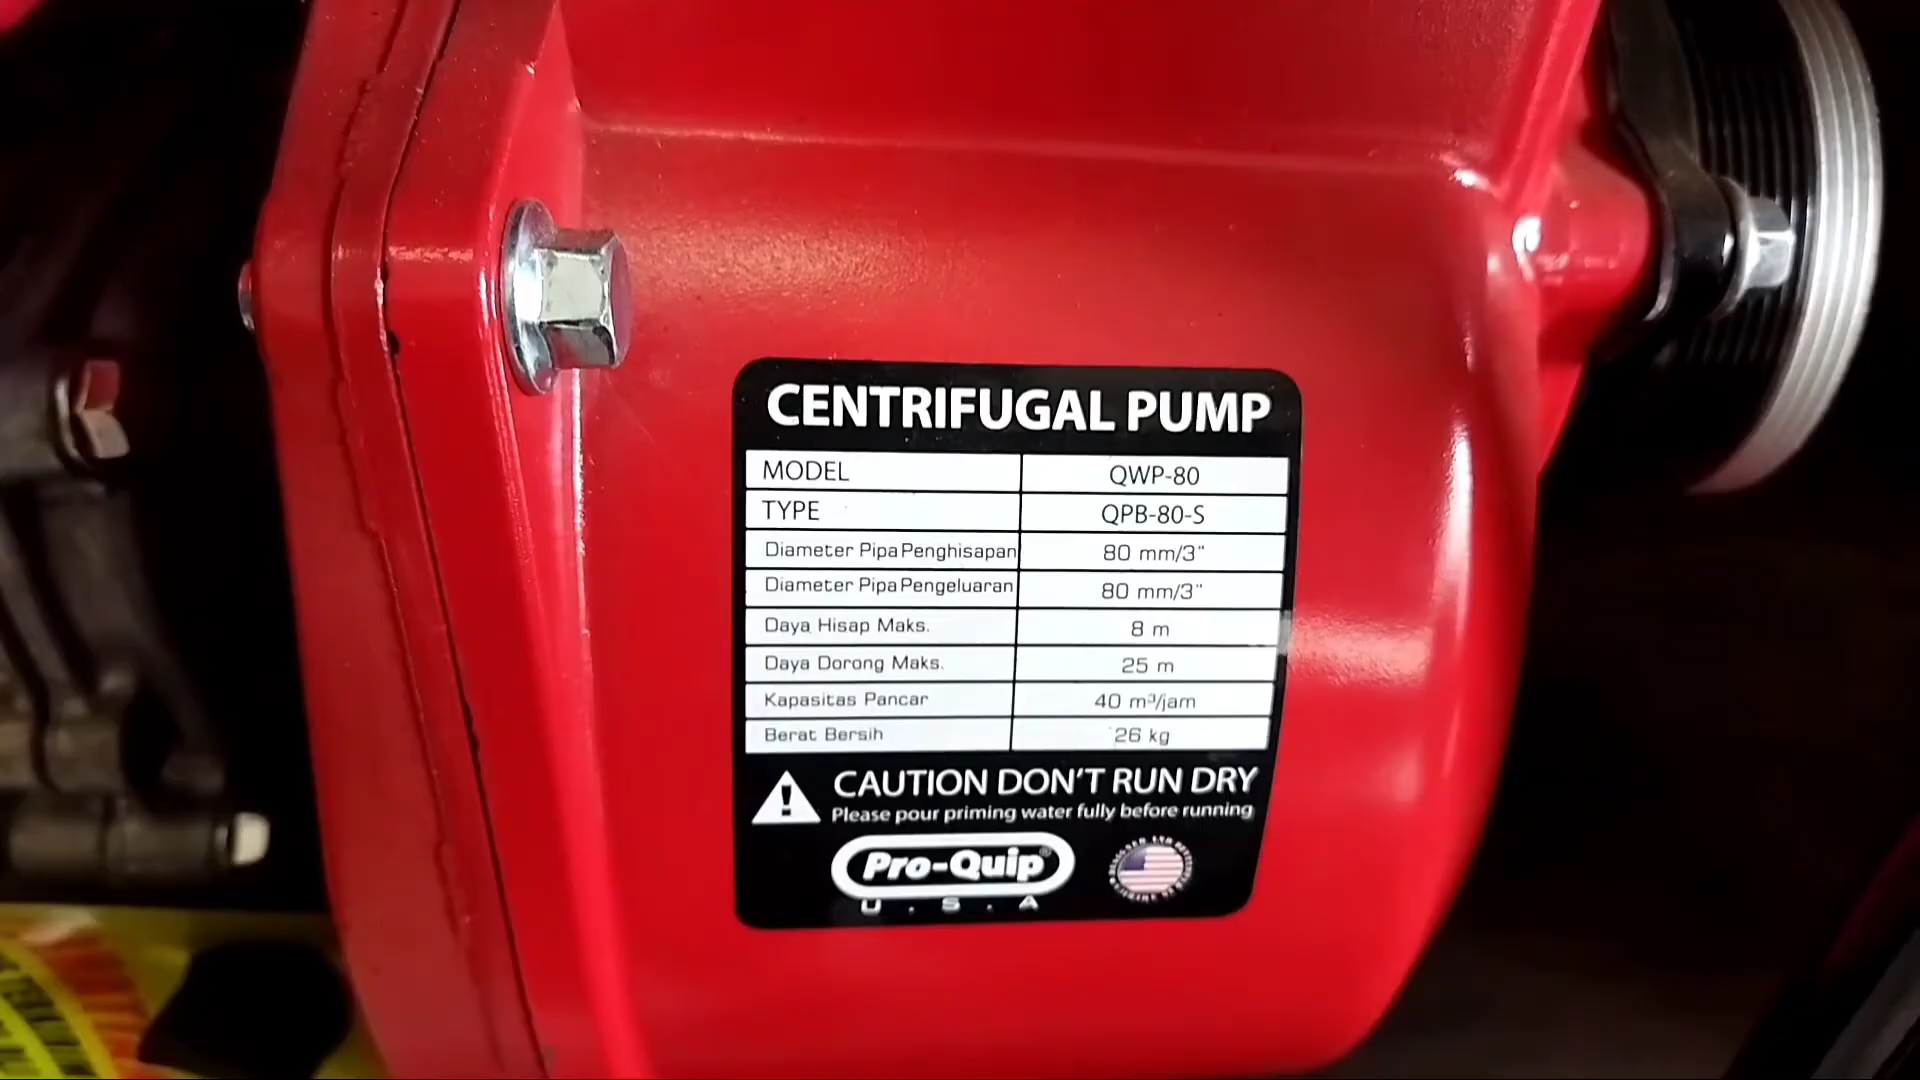 CENTRIFUGAL PUMP
MODEL QWP-80
TYPE QPB-80-S
Diameter Pipa Penghisapan 80 mm/3"
Diameter Pipa Pengeluaran 80 mm/3"
Daya Hisap Maks. 8 m
Daya Dorong Maks. 25 m
Kapasitas Pancar 40 m³/jam
Berat Bersih 26 kg
CAUTION DON'T RUN DRY
Please pour priming water fully before running
Pro-Quip®
U.S.A